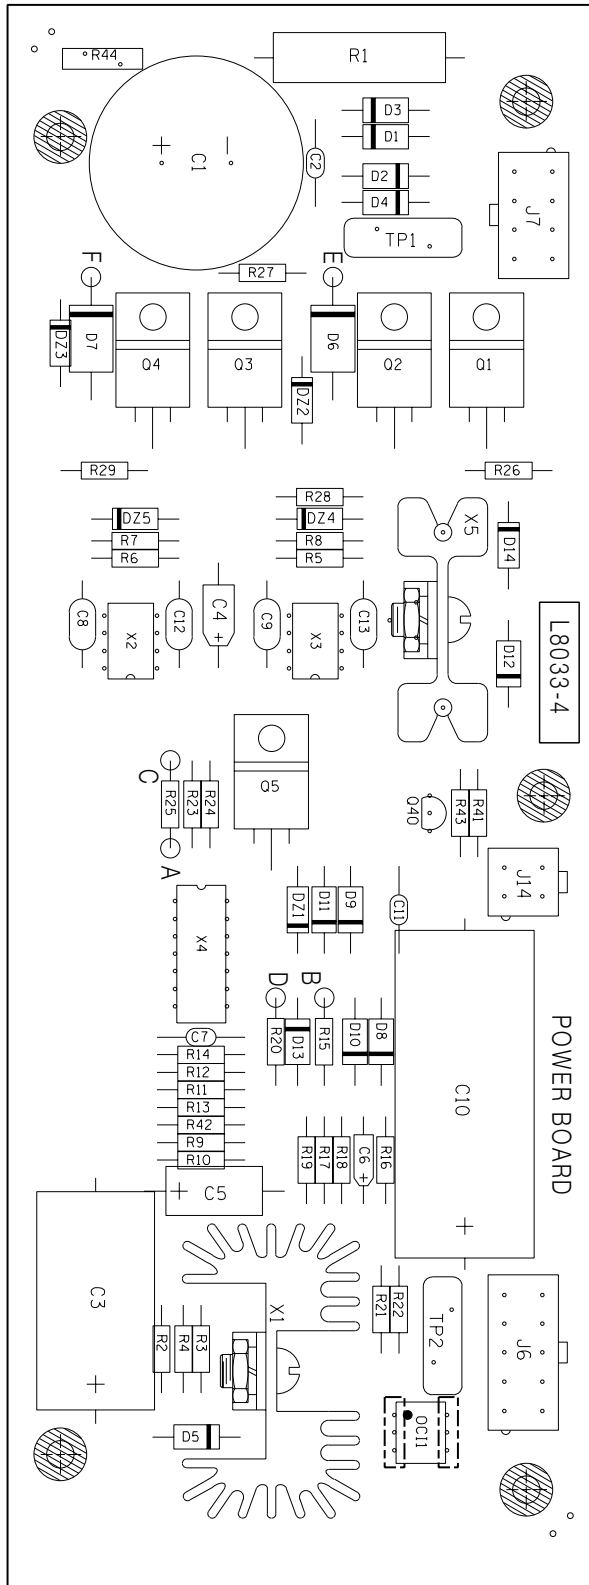 R44
R1
D3
D1
+ −
C1
C2
D2
D4
J7
TP1
F
E
R27
DZ3
D7
Q4
Q3
D6
Q2
Q1
DZ2
R29
R26
R28
DZ5
DZ4
X5
R7
R8
D14
R6
R5
C8
X2
C12
C4 +
C9
X3
C13
D12
L8033-4
C
Q5
R25
R23
R24
Q40
R43
R41
A
J14
DZ1
D11
D9
C11
X4
D
B
POWER BOARD
R20
D13
R15
D10
D8
C7
R14
R12
R11
C10
R13
R42
R9
R19
R17
R18
C6 +
R16
R10
+ C5
+
C3
X1
R21
R22
TP2
J6
R2
R4
R3
+
D5
OCI1